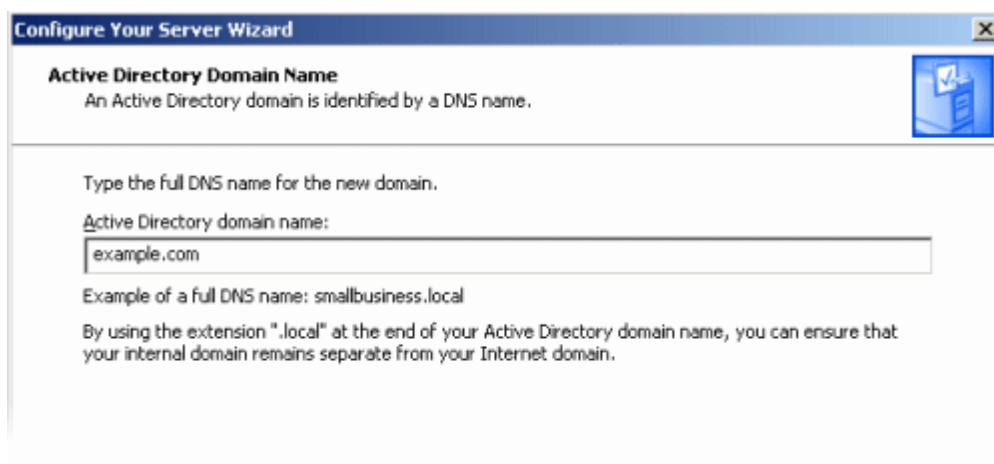 Configure Your Server Wizard
Active Directory Domain Name
An Active Directory domain is identified by a DNS name.
Type the full DNS name for the new domain.
Active Directory domain name:
example.com
Example of a full DNS name: smallbusiness.local
By using the extension ".local" at the end of your Active Directory domain name, you can ensure that
your internal domain remains separate from your Internet domain.